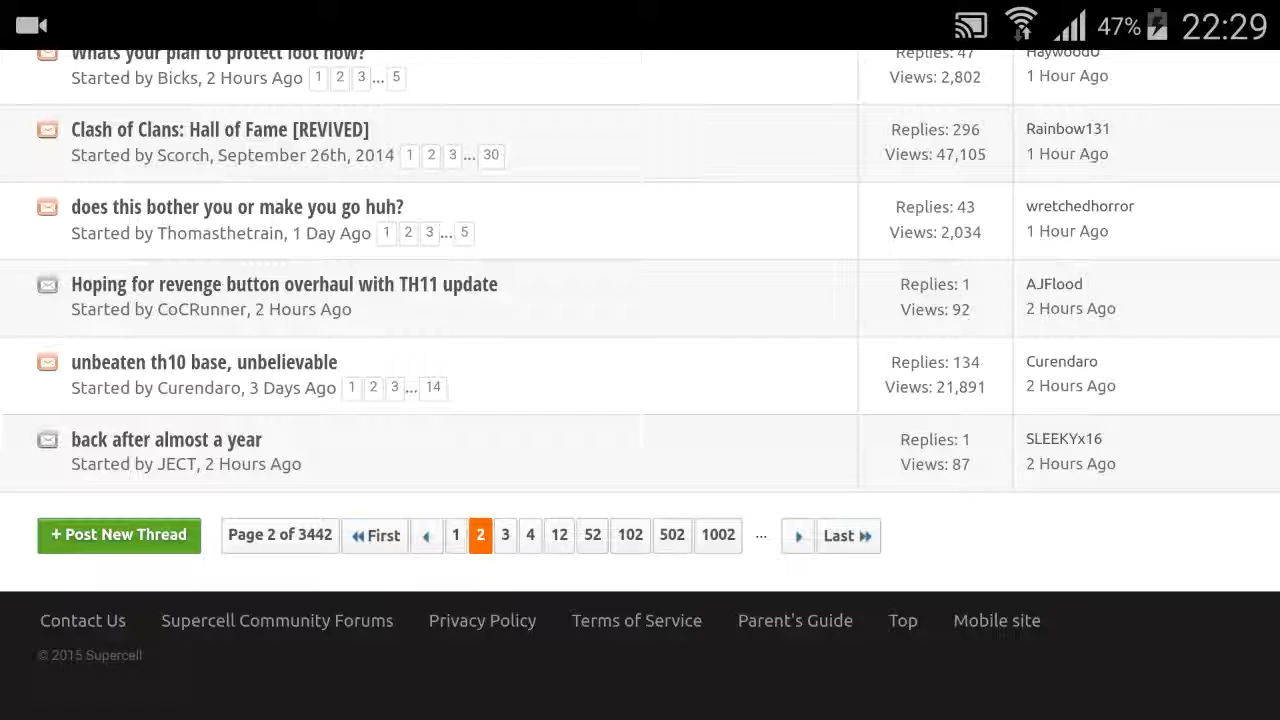 47% 22:29
Whats your plan to protect loot now?
Replies: 47
HaywoodU
Started by Bicks, 2 Hours Ago 1 2 3 ... 5
Views: 2,802
1 Hour Ago
Clash of Clans: Hall of Fame [REVIVED]
Replies: 296
Rainbow131
Started by Scorch, September 26th, 2014 1 2 3 ... 30
Views: 47,105
1 Hour Ago
does this bother you or make you go huh?
Replies: 43
wretchedhorror
Started by Thomasthetrain, 1 Day Ago 1 2 3 ... 5
Views: 2,034
1 Hour Ago
Hoping for revenge button overhaul with TH11 update
Replies: 1
AJFlood
Started by CoCRunner, 2 Hours Ago
Views: 92
2 Hours Ago
unbeaten th10 base, unbelievable
Replies: 134
Curendaro
Started by Curendaro, 3 Days Ago 1 2 3 ... 14
Views: 21,891
2 Hours Ago
back after almost a year
Replies: 1
SLEEKYx16
Started by JECT, 2 Hours Ago
Views: 87
2 Hours Ago
+ Post New Thread
Page 2 of 3442 First 1 2 3 4 12 52 102 502 1002 ... Last
Contact Us Supercell Community Forums Privacy Policy Terms of Service Parent's Guide Top Mobile site
© 2015 Supercell